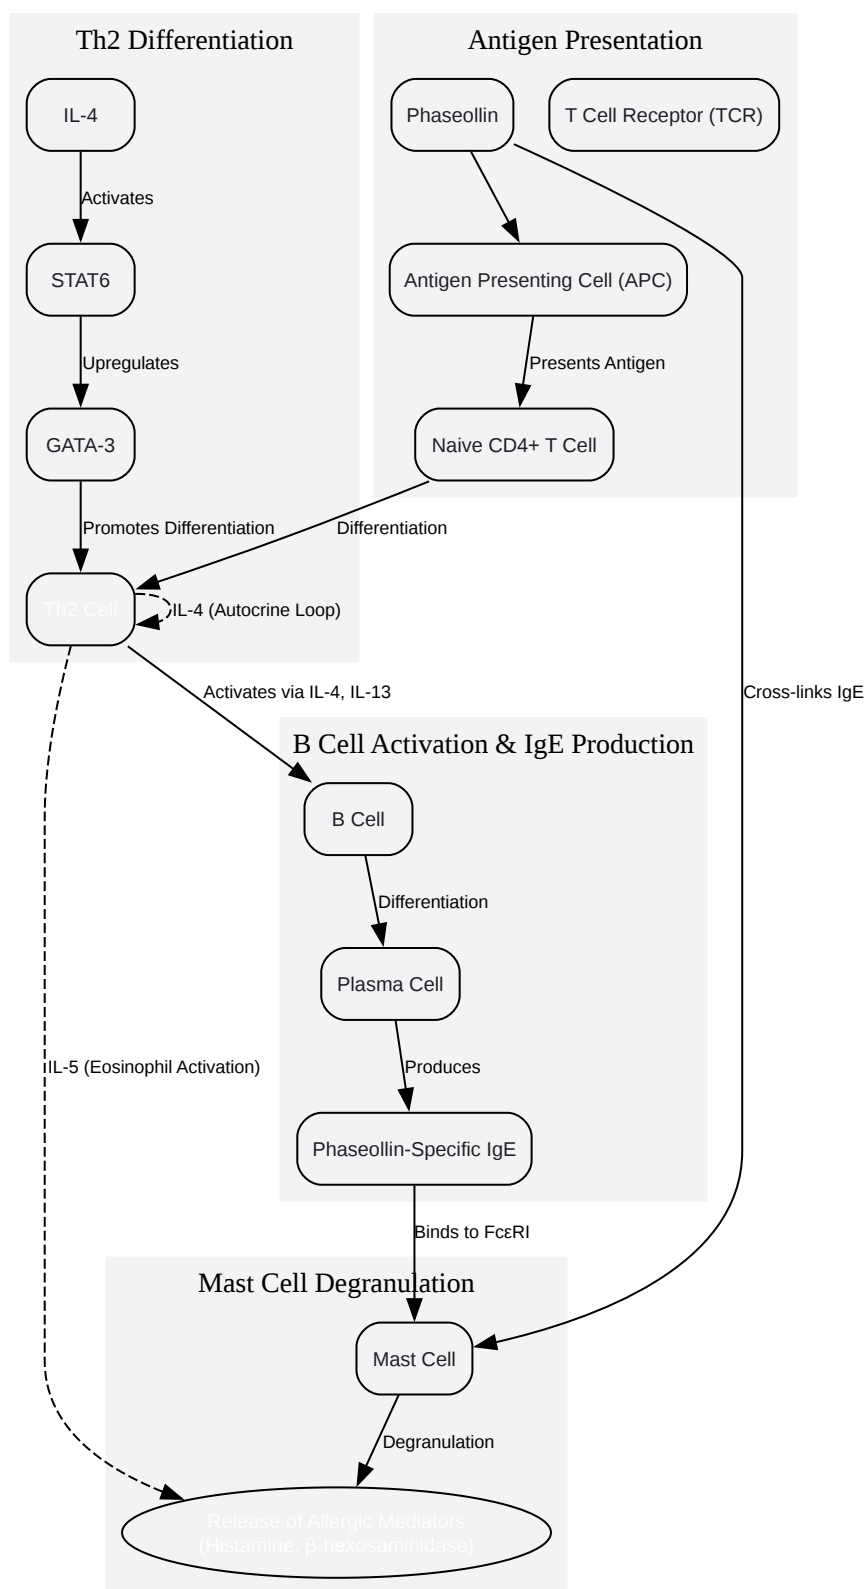 Th2 Differentiation
Antigen Presentation
IL-4
Phaseollin
T Cell Receptor (TCR)
Activates
STAT6
Antigen Presenting Cell (APC)
Upregulates
Presents Antigen
GATA-3
Naive CD4+ T Cell
Promotes Differentiation
Differentiation
Th2 Cell
IL-4 (Autocrine Loop)
Activates via IL-4, IL-13
Cross-links IgE
B Cell Activation & IgE Production
B Cell
Differentiation
Plasma Cell
IL-5 (Eosinophil Activation)
Produces
Phaseollin-Specific IgE
Binds to FcεRI
Mast Cell Degranulation
Mast Cell
Degranulation
Release of Allergic Mediators
(Histamine, β-hexosaminidase)